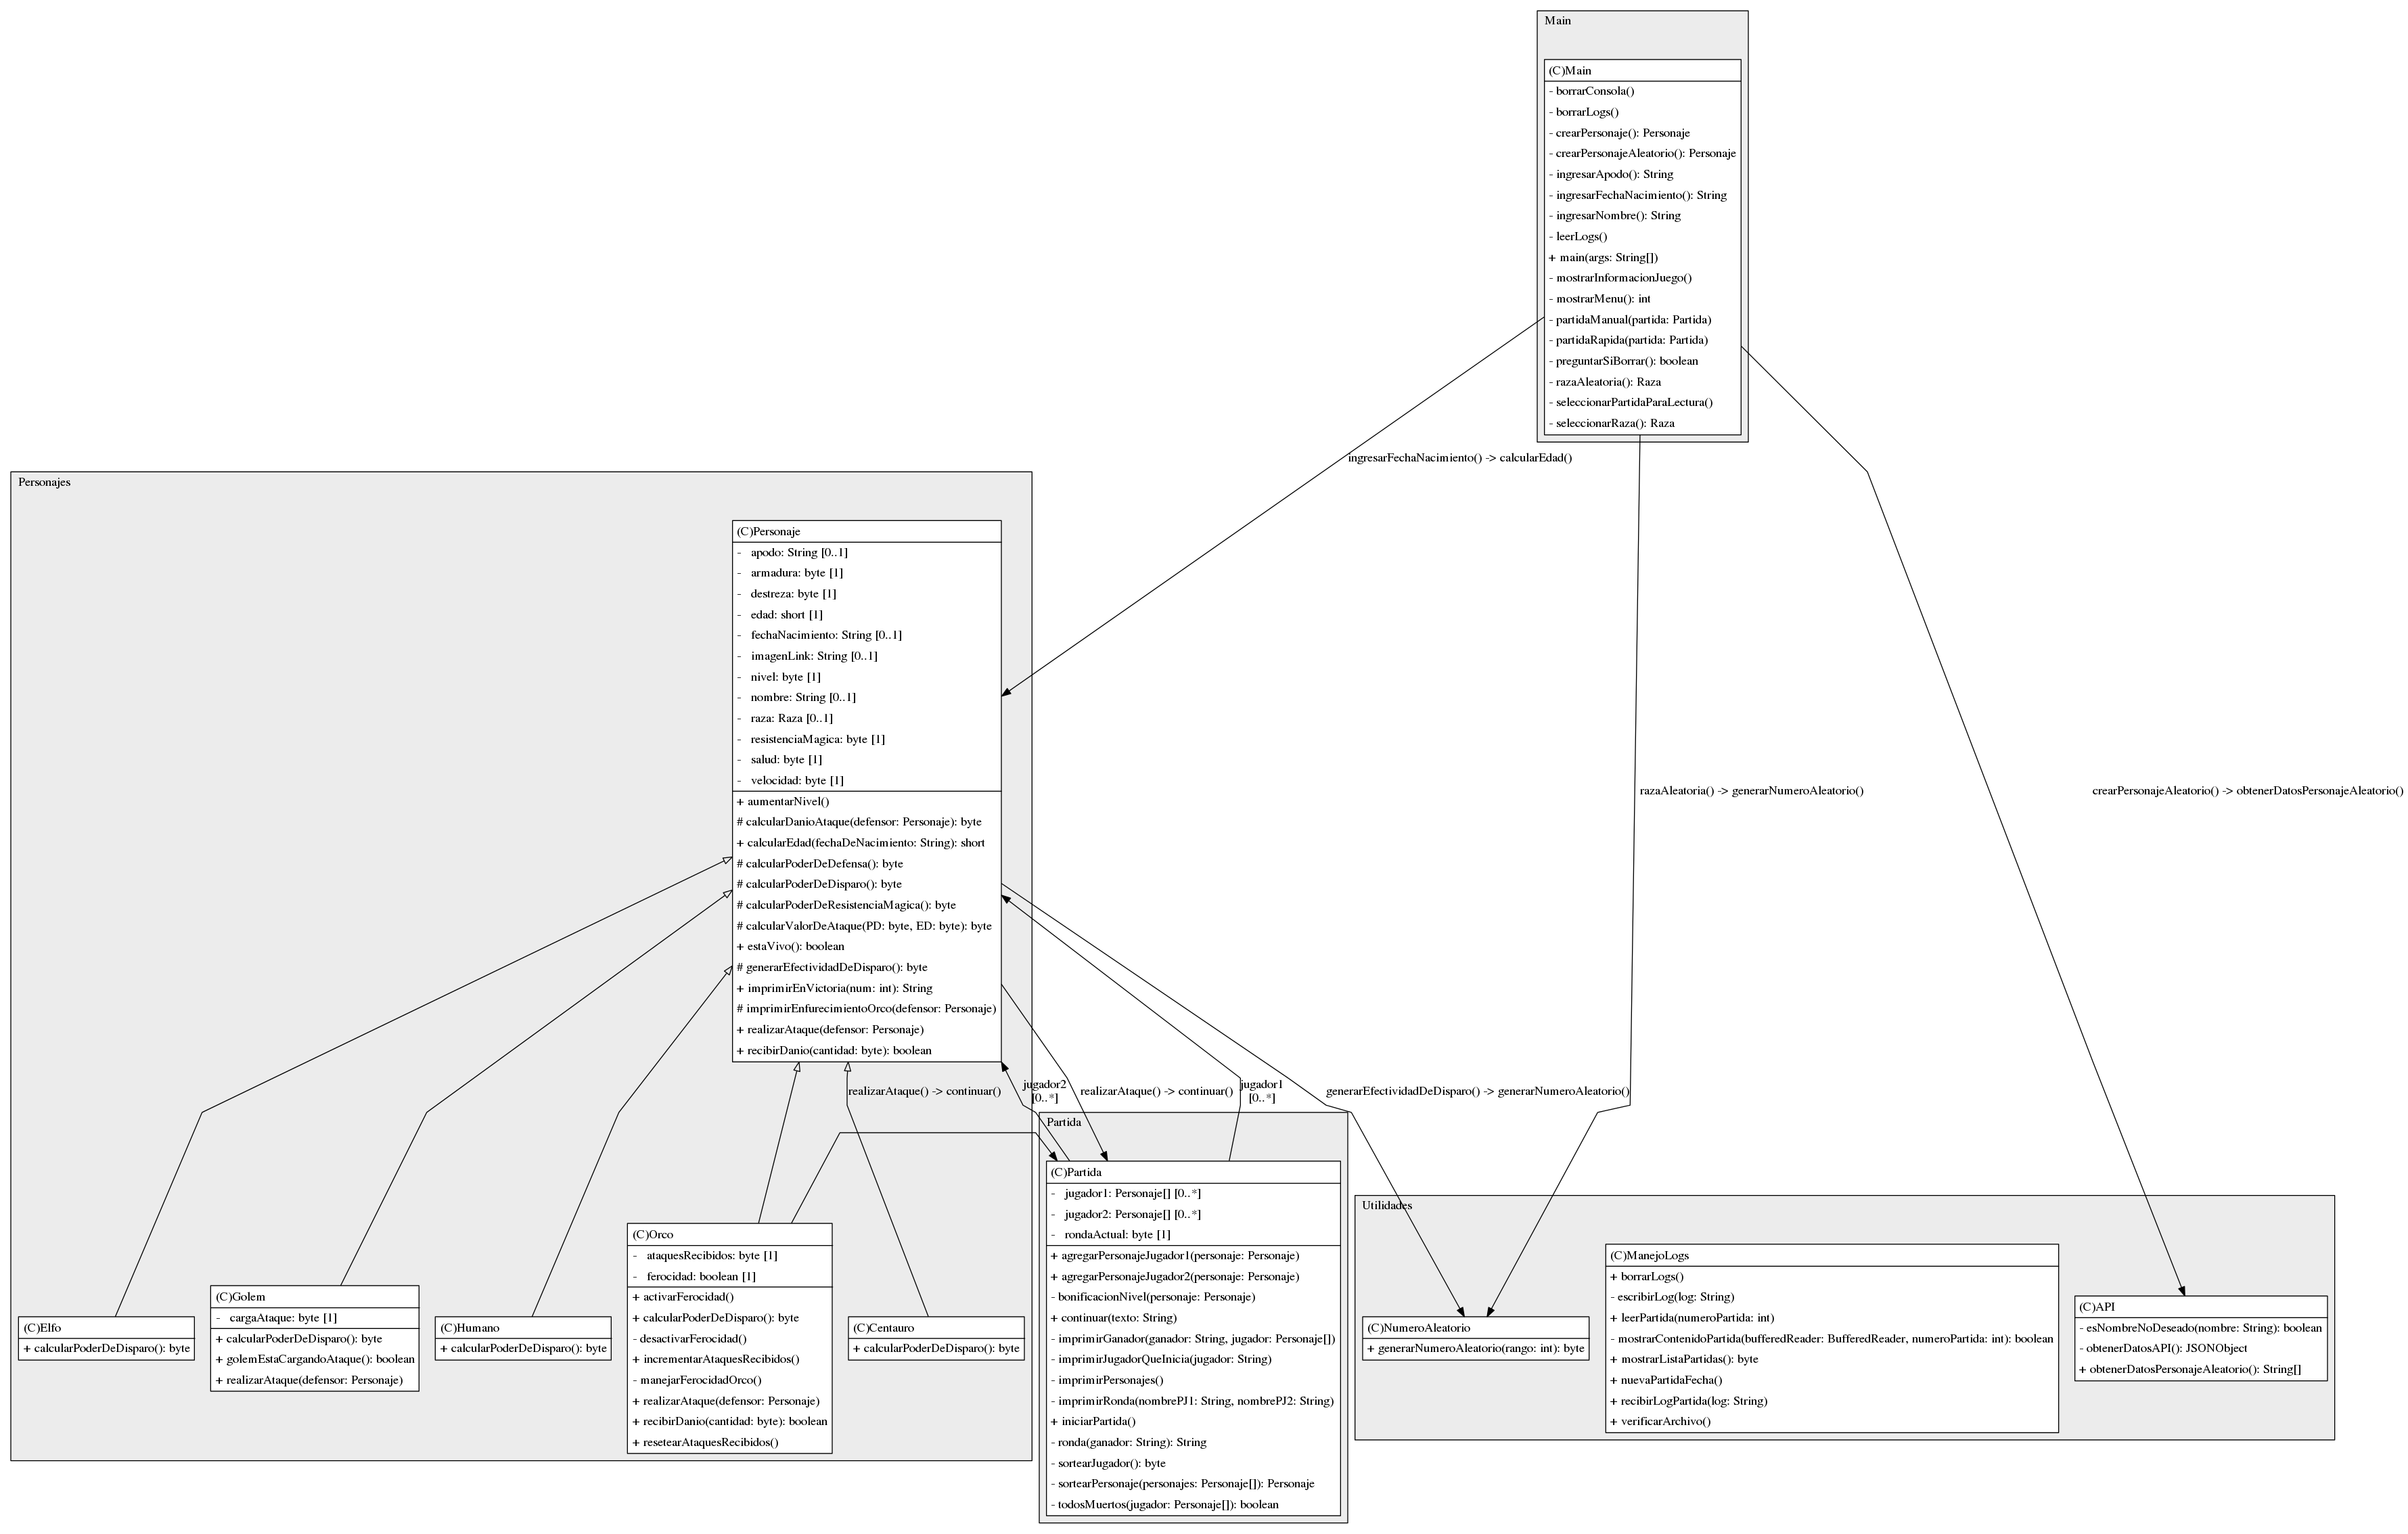 Main
(C)Main
- borrarConsola()
- borrarLogs()
- crearPersonaje(): Personaje
- crearPersonajeAleatorio(): Personaje
- ingresarApodo(): String
- ingresarFechaNacimiento(): String
- ingresarNombre(): String
- leerLogs()
+ main(args: String[])
- mostrarInformacionJuego()
- mostrarMenu(): int
- partidaManual(partida: Partida)
- partidaRapida(partida: Partida)
- preguntarSiBorrar(): boolean
- razaAleatoria(): Raza
- seleccionarPartidaParaLectura()
- seleccionarRaza(): Raza
ingresarFechaNacimiento() -> calcularEdad()
razaAleatoria() -> generarNumeroAleatorio()
crearPersonajeAleatorio() -> obtenerDatosPersonajeAleatorio()
Personajes
(C)Personaje
- apodo: String [0..1]
- armadura: byte [1]
- destreza: byte [1]
- edad: short [1]
- fechaNacimiento: String [0..1]
- imagenLink: String [0..1]
- nivel: byte [1]
- nombre: String [0..1]
- raza: Raza [0..1]
- resistenciaMagica: byte [1]
- salud: byte [1]
- velocidad: byte [1]
+ aumentarNivel()
# calcularDanioAtaque(defensor: Personaje): byte
+ calcularEdad(fechaDeNacimiento: String): short
# calcularPoderDeDefensa(): byte
# calcularPoderDeDisparo(): byte
# calcularPoderDeResistenciaMagica(): byte
# calcularValorDeAtaque(PD: byte, ED: byte): byte
+ estaVivo(): boolean
# generarEfectividadDeDisparo(): byte
+ imprimirEnVictoria(num: int): String
# imprimirEnfurecimientoOrco(defensor: Personaje)
+ realizarAtaque(defensor: Personaje)
+ recibirDanio(cantidad: byte): boolean
realizarAtaque() -> continuar()
jugador2
[0..*]
realizarAtaque() -> continuar()
jugador1
[0..*]
generarEfectividadDeDisparo() -> generarNumeroAleatorio()
(C)Elfo
+ calcularPoderDeDisparo(): byte
(C)Golem
- cargaAtaque: byte [1]
+ calcularPoderDeDisparo(): byte
+ golemEstaCargandoAtaque(): boolean
+ realizarAtaque(defensor: Personaje)
(C)Humano
+ calcularPoderDeDisparo(): byte
(C)Orco
- ataquesRecibidos: byte [1]
- ferocidad: boolean [1]
+ activarFerocidad()
+ calcularPoderDeDisparo(): byte
- desactivarFerocidad()
+ incrementarAtaquesRecibidos()
- manejarFerocidadOrco()
+ realizarAtaque(defensor: Personaje)
+ recibirDanio(cantidad: byte): boolean
+ resetearAtaquesRecibidos()
(C)Centauro
+ calcularPoderDeDisparo(): byte
Partida
(C)Partida
- jugador1: Personaje[] [0..*]
- jugador2: Personaje[] [0..*]
- rondaActual: byte [1]
+ agregarPersonajeJugador1(personaje: Personaje)
+ agregarPersonajeJugador2(personaje: Personaje)
- bonificacionNivel(personaje: Personaje)
+ continuar(texto: String)
- imprimirGanador(ganador: String, jugador: Personaje[])
- imprimirJugadorQueInicia(jugador: String)
- imprimirPersonajes()
- imprimirRonda(nombrePJ1: String, nombrePJ2: String)
+ iniciarPartida()
- ronda(ganador: String): String
- sortearJugador(): byte
- sortearPersonaje(personajes: Personaje[]): Personaje
- todosMuertos(jugador: Personaje[]): boolean
Utilidades
(C)NumeroAleatorio
+ generarNumeroAleatorio(rango: int): byte
(C)ManejoLogs
+ borrarLogs()
- escribirLog(log: String)
+ leerPartida(numeroPartida: int)
- mostrarContenidoPartida(bufferedReader: BufferedReader, numeroPartida: int): boolean
+ mostrarListaPartidas(): byte
+ nuevaPartidaFecha()
+ recibirLogPartida(log: String)
+ verificarArchivo()
(C)API
- esNombreNoDeseado(nombre: String): boolean
- obtenerDatosAPI(): JSONObject
+ obtenerDatosPersonajeAleatorio(): String[]